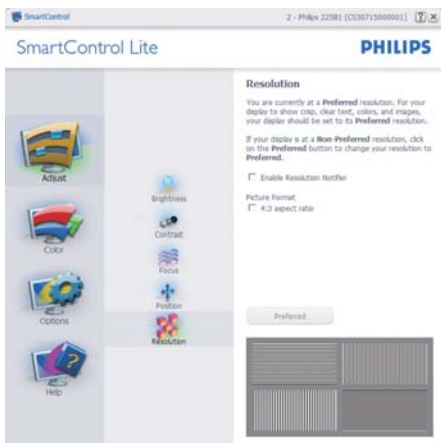 SmartControl
2 - Philips 225B1 (CS30715000001)
SmartControl Lite
PHILIPS
Adjust
Color
Options
Help
Brightness
Contrast
Focus
Position
Resolution
Resolution
You are currently at a Preferred resolution. For your
display to show crisp, clear text, colors, and images,
your display should be set to its Preferred resolution.
If your display is at a Non-Preferred resolution, click
on the Preferred button to change your resolution to
Preferred.
Enable Resolution Notifier
Picture Format
4:3 aspect ratio
Preferred